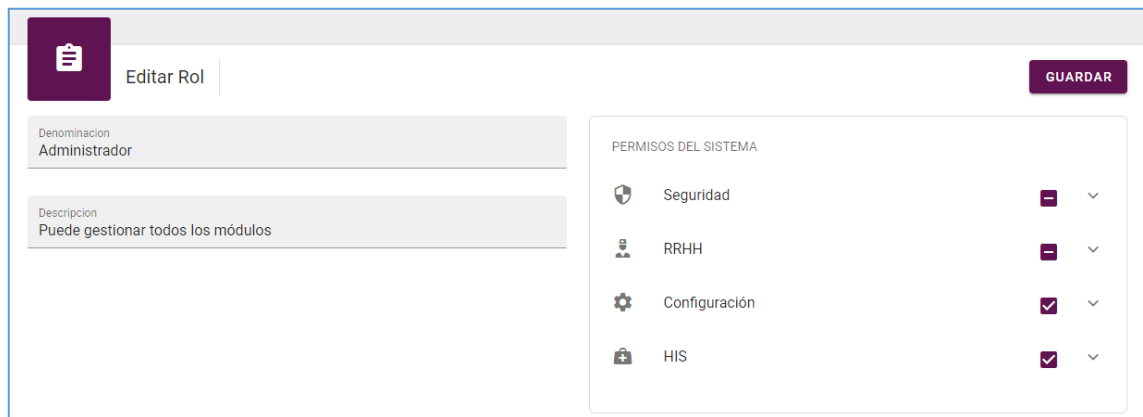 Editar Rol
GUARDAR
Denominacion
Administrador
Descripcion
Puede gestionar todos los módulos
PERMISOS DEL SISTEMA
Seguridad
RRHH
Configuración
HIS